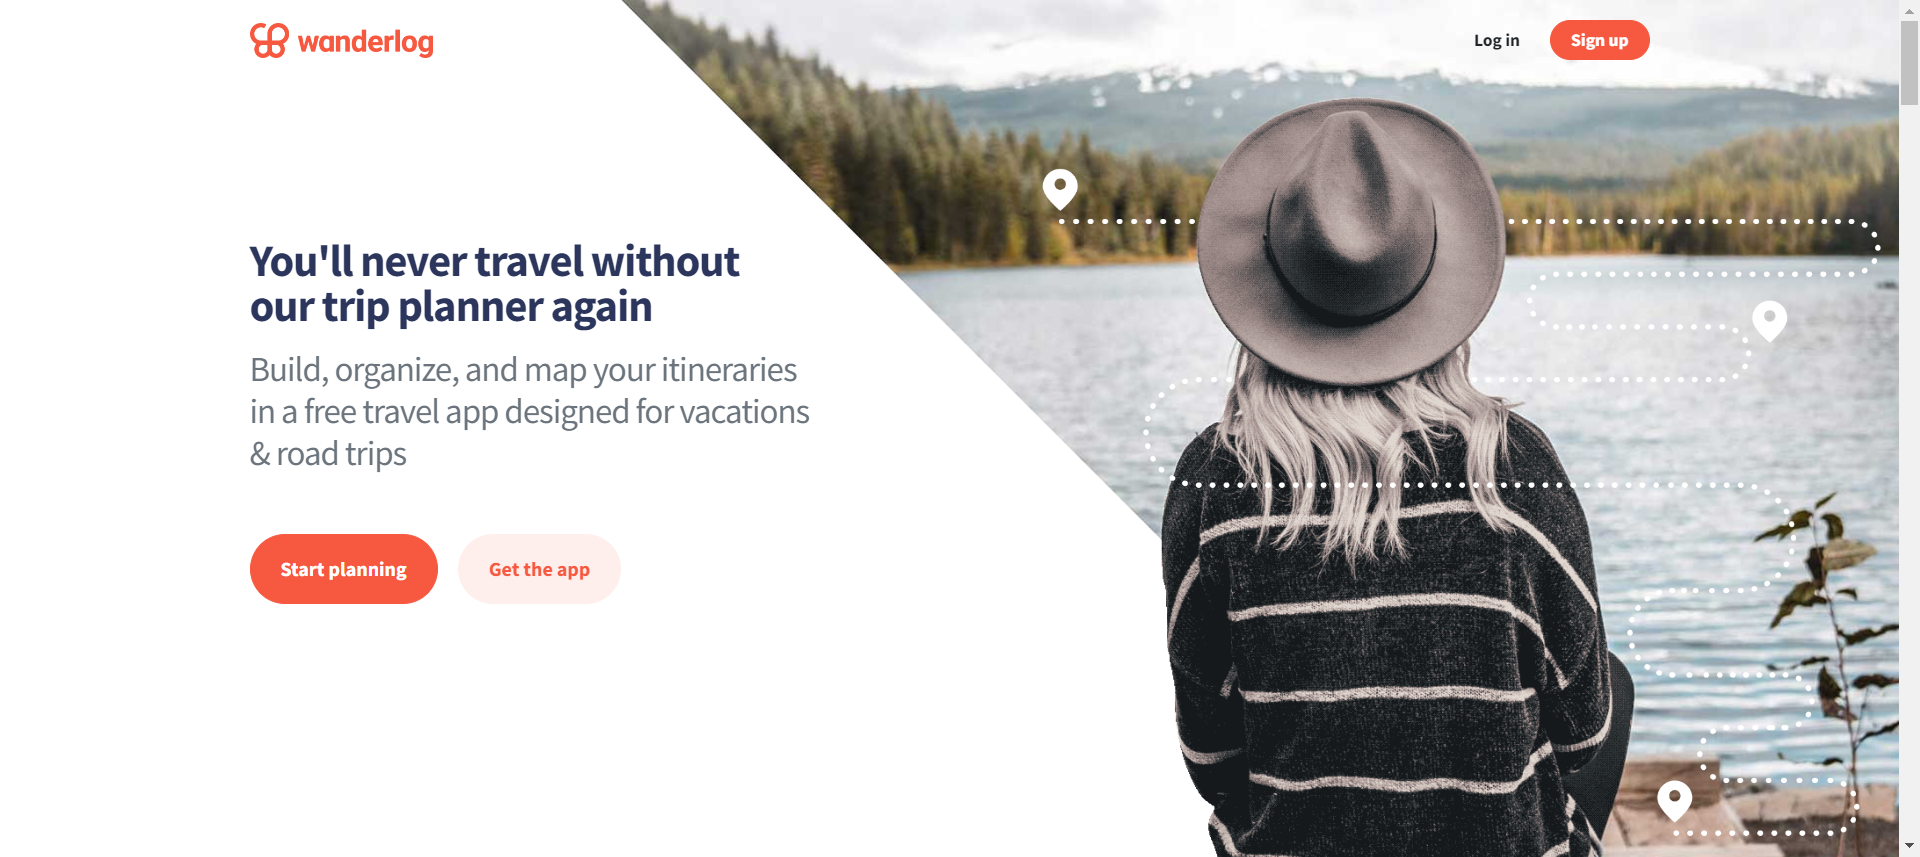 wanderlog
Log in
Sign up
You'll never travel without
our trip planner again
Build, organize, and map your itineraries
in a free travel app designed for vacations
& road trips
Start planning
Get the app